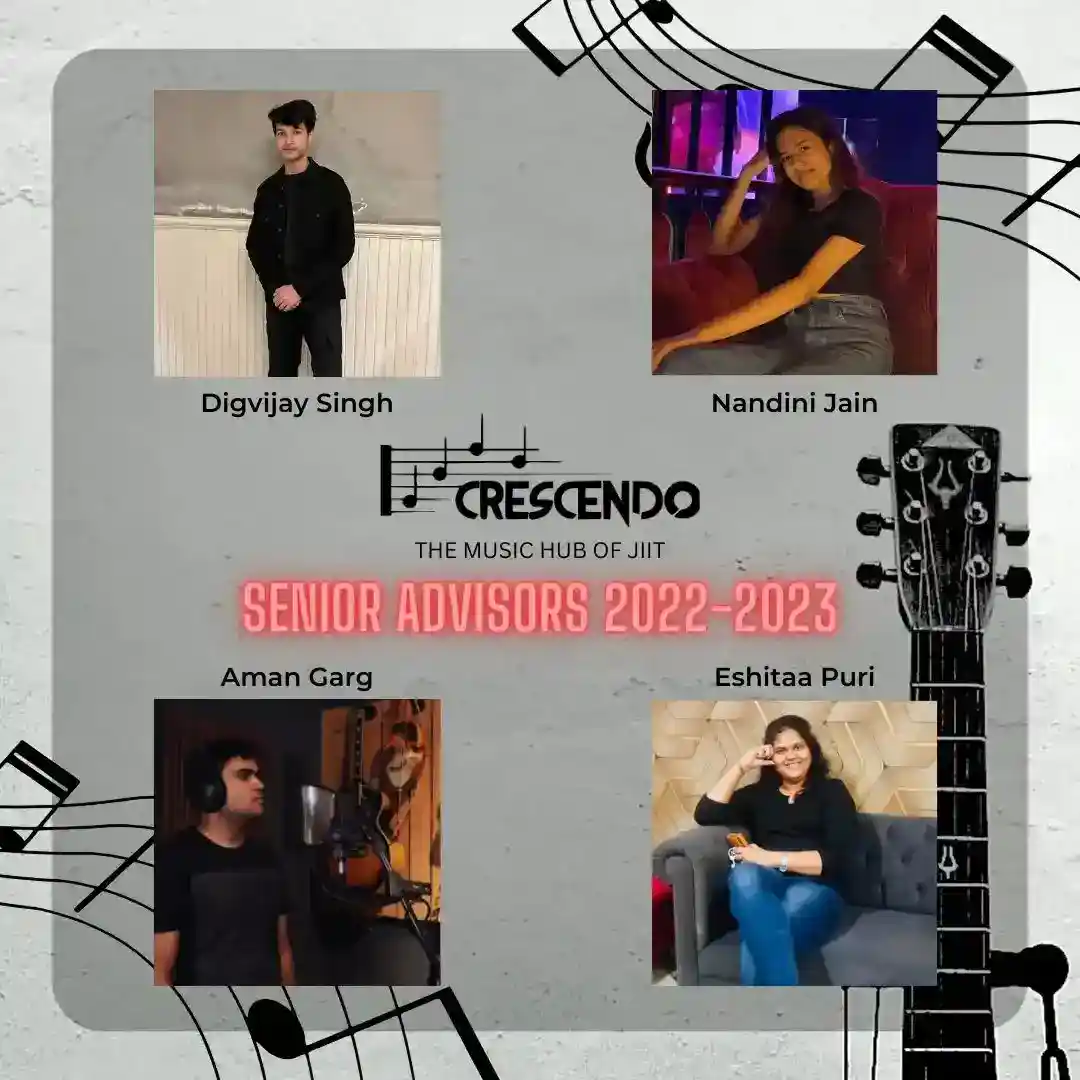 Digvijay Singh
Nandini Jain
CRESCENDO
THE MUSIC HUB OF JIIT
SENIOR ADVISORS 2022-2023
Aman Garg
Eshitaa Puri